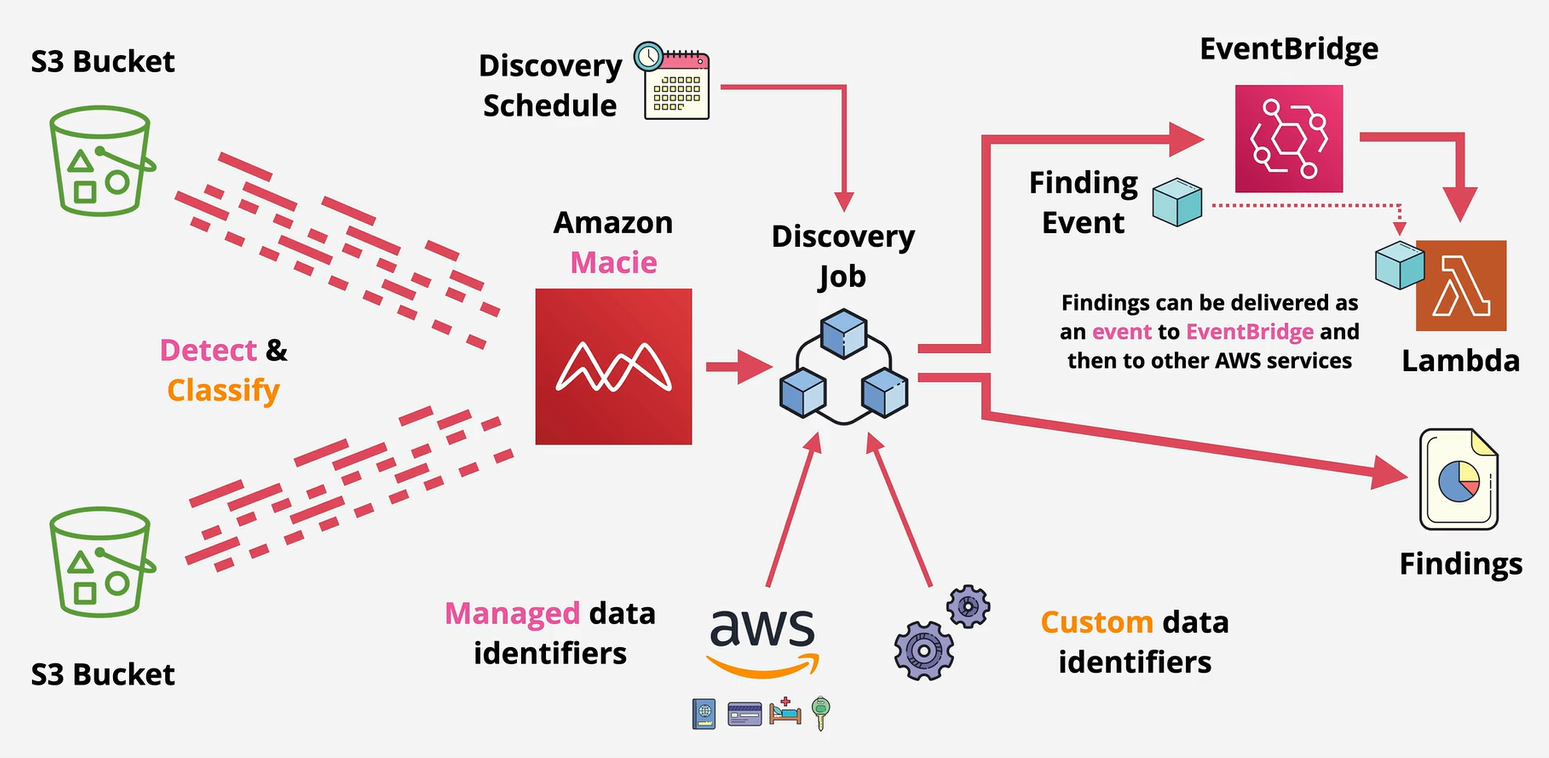 S3 Bucket
Discovery
Schedule
EventBridge
Finding
Event
Amazon
Macie
Discovery
Job
Findings can be delivered as
an event to EventBridge and
then to other AWS services
Lambda
Detect &
Classify
Findings
S3 Bucket
Managed data
identifiers
aws
Custom data
identifiers